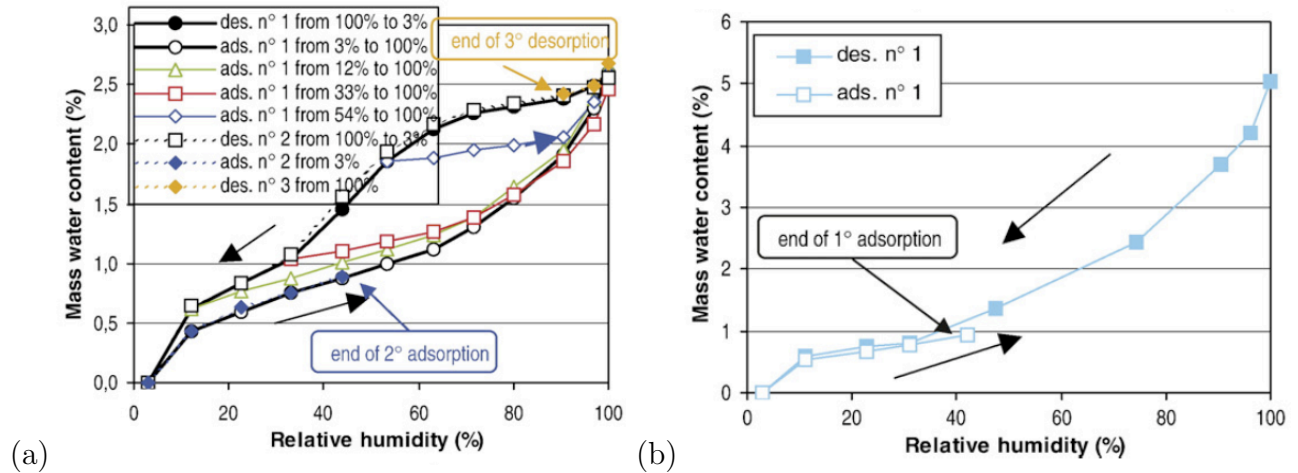 3,0
2,5
2,0
1,5
1,0
0,5
0,0
Mass water content (%)
des. n° 1 from 100% to 3%
ads. n° 1 from 3% to 100%
ads. n° 1 from 12% to 100%
ads. n° 1 from 33% to 100%
ads. n° 1 from 54% to 100%
des. n° 2 from 100% to 3%
ads. n° 2 from 3%
des. n° 3 from 100%
end of 3° desorption
end of 2° adsorption
0 20 40 60 80 100
Relative humidity (%)
(a)
6
5
4
3
2
1
0
Mass water content (%)
des. n° 1
ads. n° 1
end of 1° adsorption
0 20 40 60 80 100
Relative humidity (%)
(b)